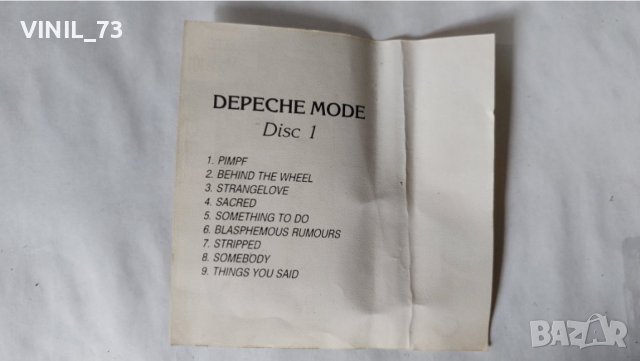 VINIL_73
DEPECHE MODE
Disc 1
1. PIMPF
2. BEHIND THE WHEEL
3. STRANGELOVE
4. SACRED
5. SOMETHING TO DO
6. BLASPHEMOUS RUMOURS
7. STRIPPED
8. SOMEBODY
9. THINGS YOU SAID
BAZAR